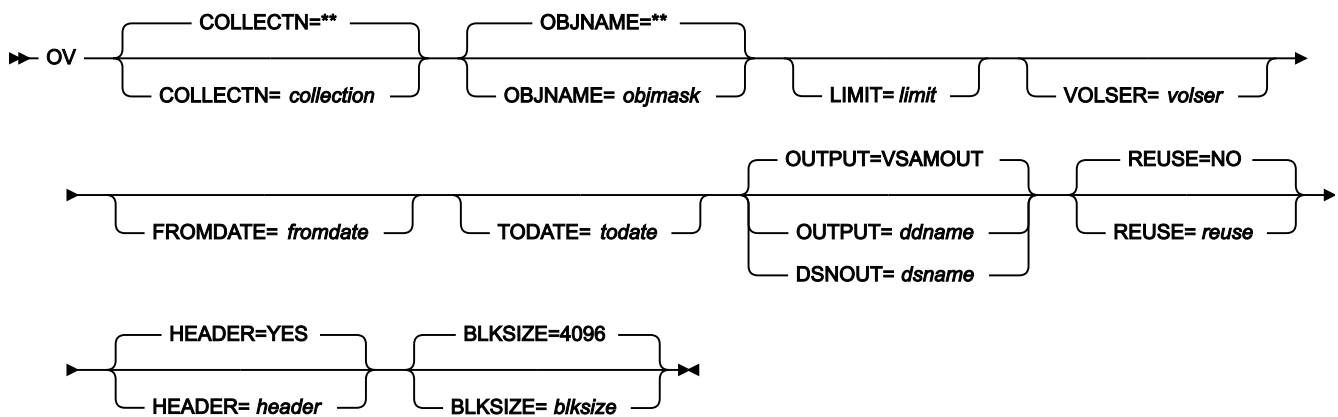 COLLECTN=** OBJNAME=**
OV
COLLECTN= collection OBJNAME= objmask LIMIT= limit VOLSER= volser
OUTPUT=VSAMOUT REUSE=NO
FROMDATE= fromdate TODATE= todate OUTPUT= ddname REUSE= reuse
DSNOUT= dsname
HEADER=YES BLKSIZE=4096
HEADER= header BLKSIZE= blksize